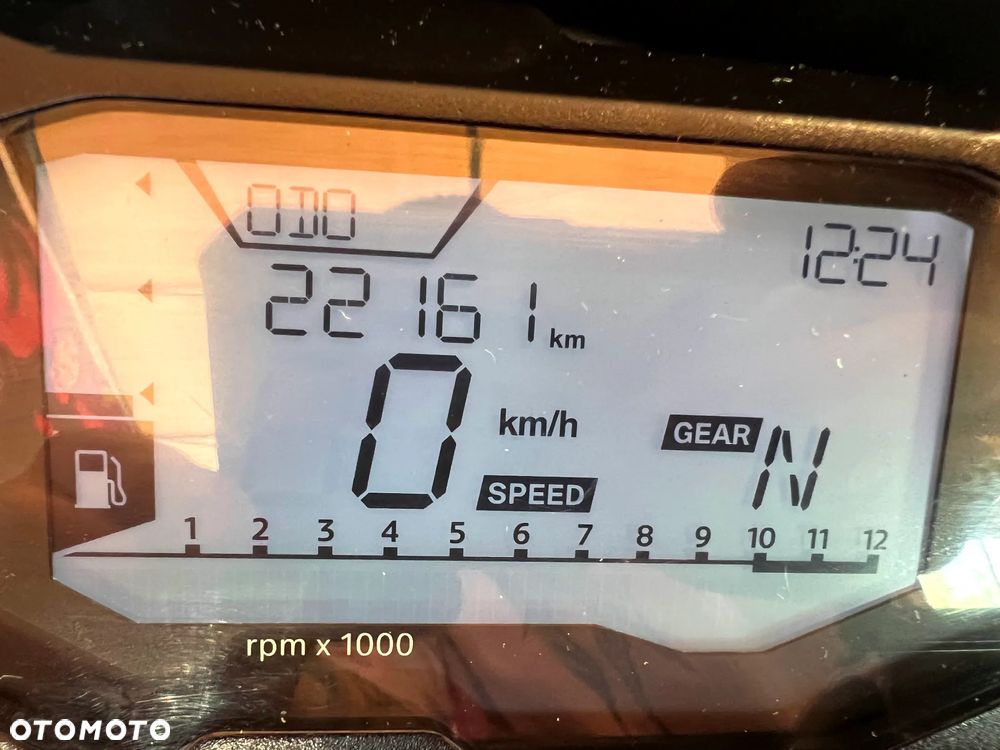 ODO
12:24
22161 km
0 km/h
GEAR N
SPEED
1 2 3 4 5 6 7 8 9 10 11 12
rpm x 1000
OTOMOTO